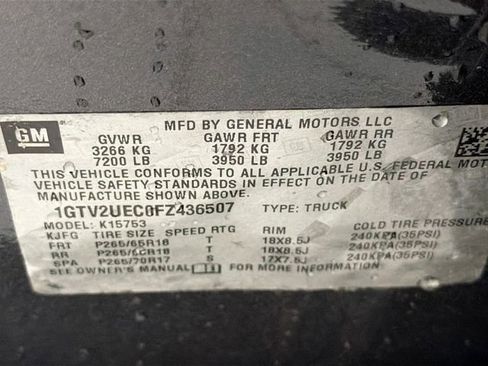 GM
MFD BY GENERAL MOTORS LLC
GVWR GAWR FRT GAWR RR
3266 KG 1792 KG 1792 KG
7200 LB 3950 LB 3950 LB
THIS VEHICLE CONFORMS TO ALL APPLICABLE U.S. FEDERAL MOTOR
VEHICLE SAFETY STANDARDS IN EFFECT ON THE DATE OF
MANUFACTURE SHOWN ABOVE.
1GTV2UEC0FZ436507 TYPE: TRUCK
MODEL: K15753
KJFG TIRE SIZE SPEED RTG RIM COLD TIRE PRESSURE
FRT P265/65R18 T 18X8.5J 240KPA(35PSI)
RR P265/65R18 T 18X8.5J 240KPA(35PSI)
SPA P265/70R17 S 17X7.5J 240KPA(35PSI)
SEE OWNER'S MANUAL